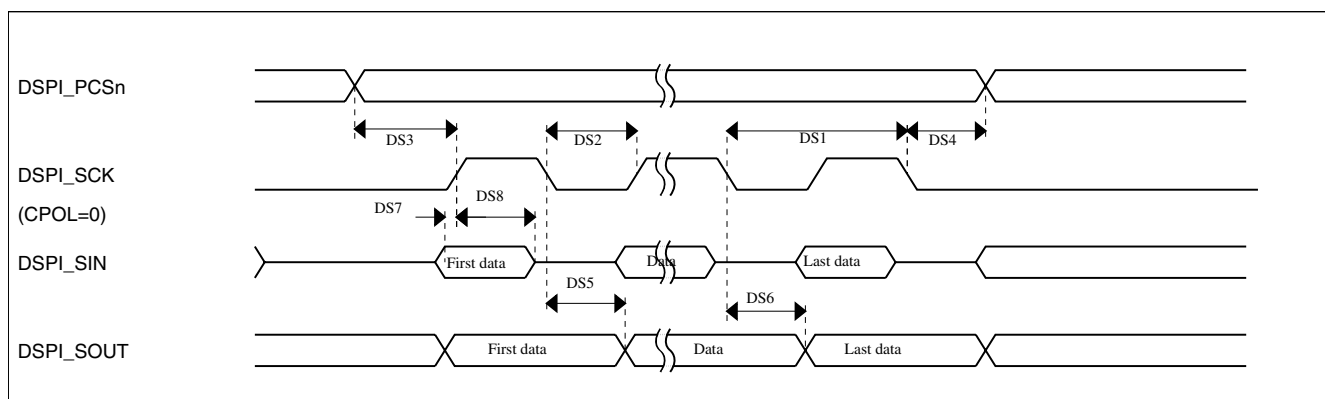 DSPI_PCSn
DS3
DS2
DS1
DS4
DSPI_SCK
(CPOL=0)
DS7
DS8
DSPI_SIN
First data
Data
Last data
DS5
DS6
DSPI_SOUT
First data
Data
Last data